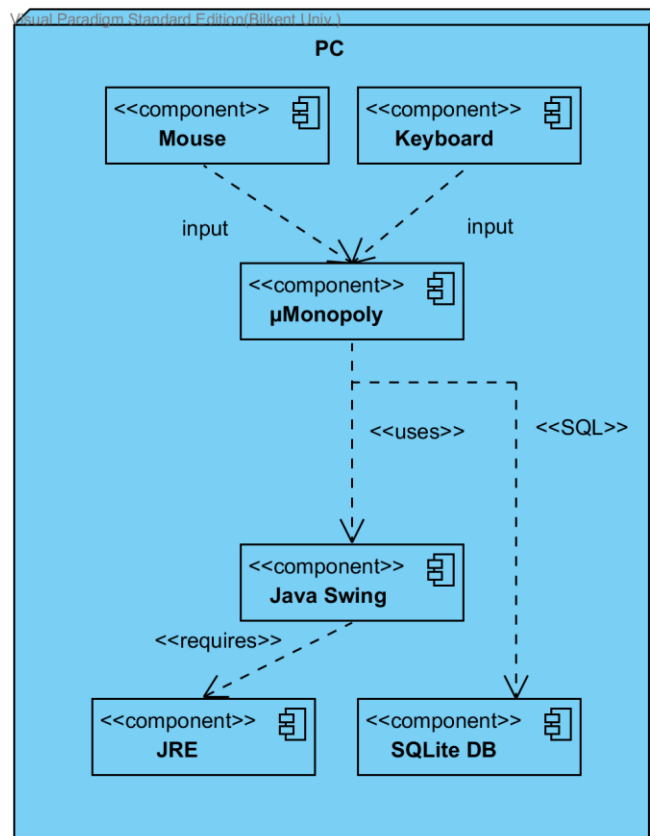 Visual Paradigm Standard Edition(Bilkent Univ.)
PC
<<component>>
Mouse
<<component>>
Keyboard
input
input
<<component>>
µMonopoly
<<uses>>
<<SQL>>
<<component>>
Java Swing
<<requires>>
<<component>>
JRE
<<component>>
SQLite DB